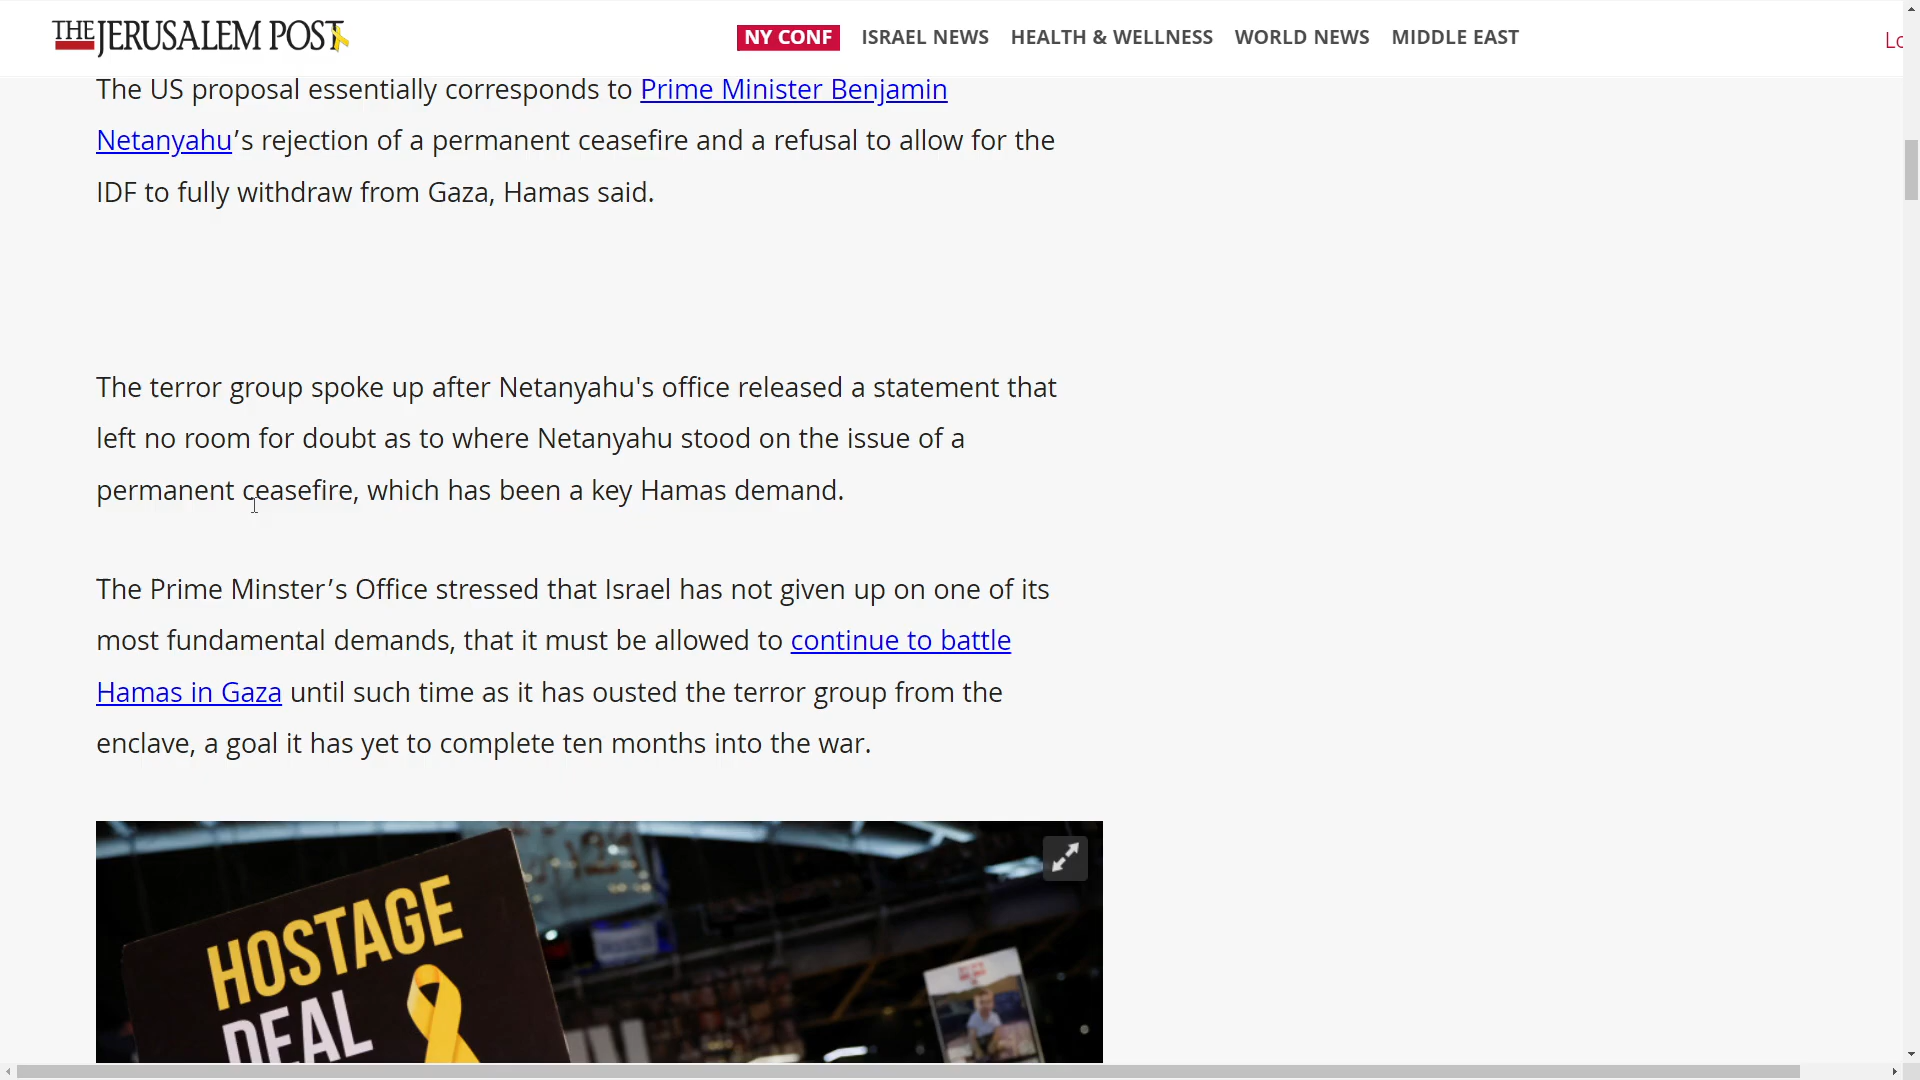 THE JERUSALEM POST
NY CONF ISRAEL NEWS HEALTH & WELLNESS WORLD NEWS MIDDLE EAST
The US proposal essentially corresponds to Prime Minister Benjamin
Netanyahu’s rejection of a permanent ceasefire and a refusal to allow for the
IDF to fully withdraw from Gaza, Hamas said.
The terror group spoke up after Netanyahu's office released a statement that
left no room for doubt as to where Netanyahu stood on the issue of a
permanent ceasefire, which has been a key Hamas demand.
The Prime Minster’s Office stressed that Israel has not given up on one of its
most fundamental demands, that it must be allowed to continue to battle
Hamas in Gaza until such time as it has ousted the terror group from the
enclave, a goal it has yet to complete ten months into the war.
HOSTAGE
DEAL